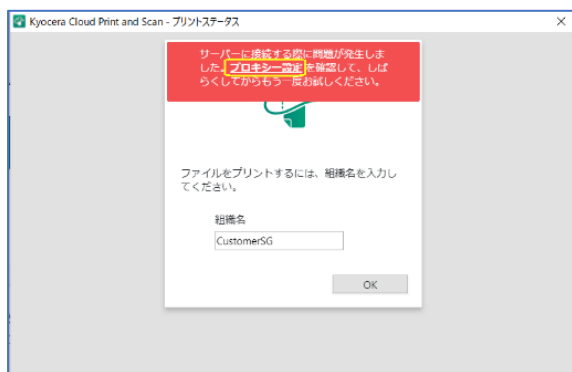 Kyocera Cloud Print and Scan - プリントステータス
サーバーに接続する際に問題が発生しま
した。プロキシー設定を確認して、しば
らくしてからもう一度お試しください。
ファイルをプリントするには、組織名を入力し
てください。
組織名
CustomerSG
OK